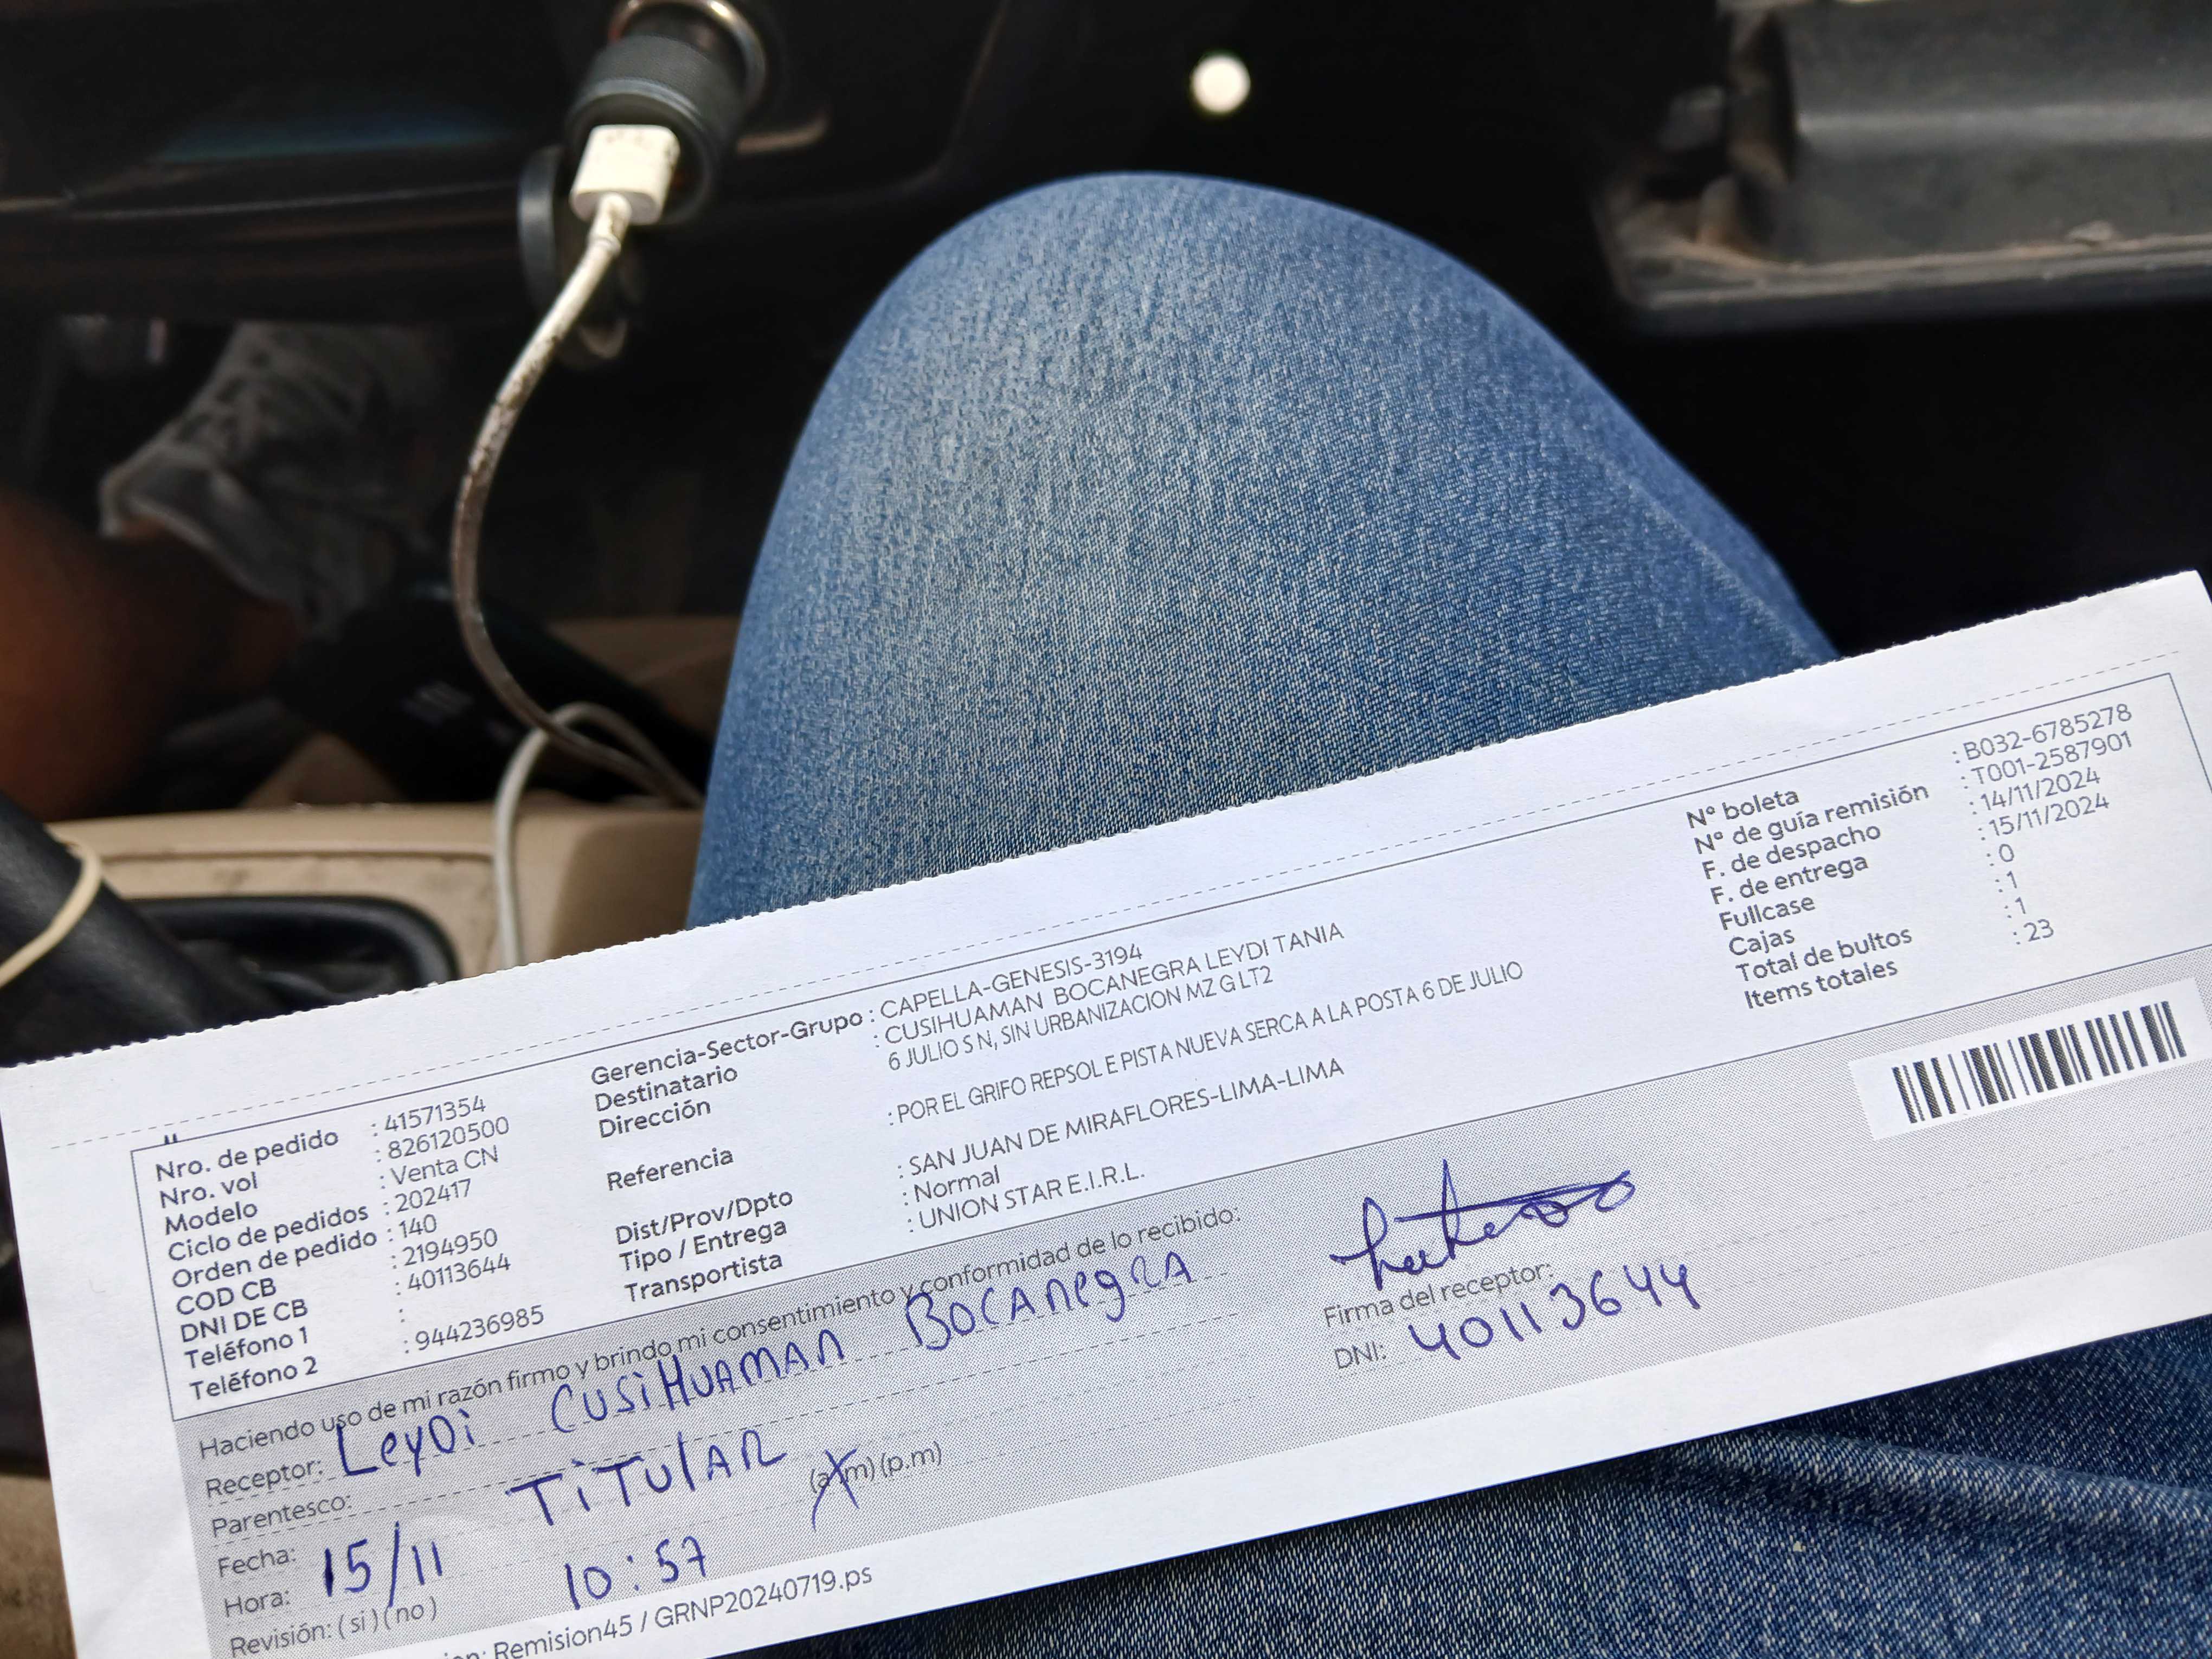 Nro. de pedido : 41571354
Nro. vol : 826120500
Modelo : Venta CN
Ciclo de pedidos : 202417
Orden de pedido : 140
COD CB : 2194950
DNI DE CB : 40113644
Teléfono 1 :
Teléfono 2 : 944236985
Gerencia-Sector-Grupo : CAPELLA-GENESIS-3194
Destinatario : CUSIHUAMAN BOCANEGRA LEYDI TANIA
Dirección 6 JULIO S N, SIN URBANIZACION MZ G LT2
Referencia : POR EL GRIFO REPSOL E PISTA NUEVA SERCA A LA POSTA 6 DE JULIO
Dist/Prov/Dpto : SAN JUAN DE MIRAFLORES-LIMA-LIMA
Tipo / Entrega : Normal
Transportista : UNION STAR E.I.R.L.
N° boleta : B032-6785278
N° de guía remisión : T001-2587901
F. de despacho : 14/11/2024
F. de entrega : 15/11/2024
Fullcase : 0
Cajas : 1
Total de bultos : 1
Items totales : 23
Haciendo uso de mi razón firmo y brindo mi consentimiento y conformidad de lo recibido:
Receptor: LeyDi CUSiHUAMAN BOCANegRA
Parentesco: TiTUlAR
Fecha: 15/11
Hora: 10:57 (a.m) (p.m)
Revisión: ( si ) ( no )
Firma del receptor:
DNI: 40113644
Remision45 / GRNP20240719.ps